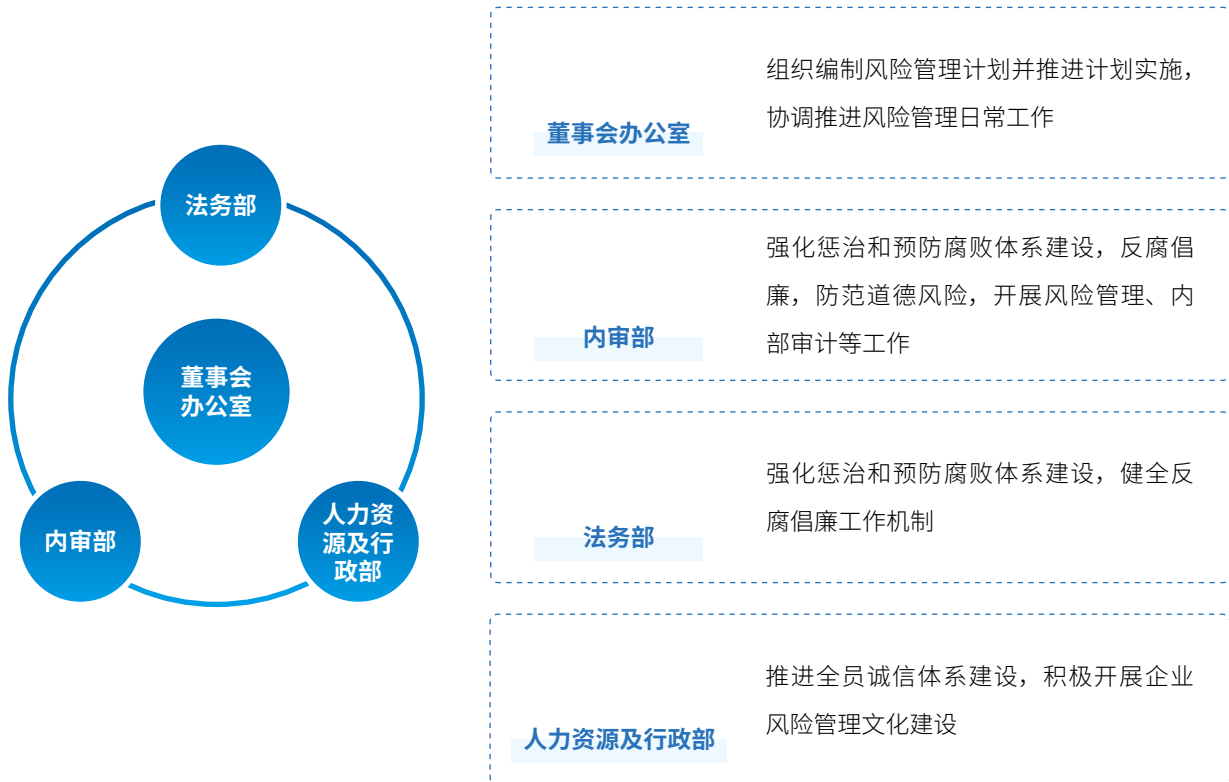 法务部
董事会
办公室
内审部
人力资
源及行
政部
董事会办公室
组织编制风险管理计划并推进计划实施，
协调推进风险管理日常工作
内审部
强化惩治和预防腐败体系建设，反腐倡
廉，防范道德风险，开展风险管理、内
部审计等工作
法务部
强化惩治和预防腐败体系建设，健全反
腐倡廉工作机制
人力资源及行政部
推进全员诚信体系建设，积极开展企业
风险管理文化建设